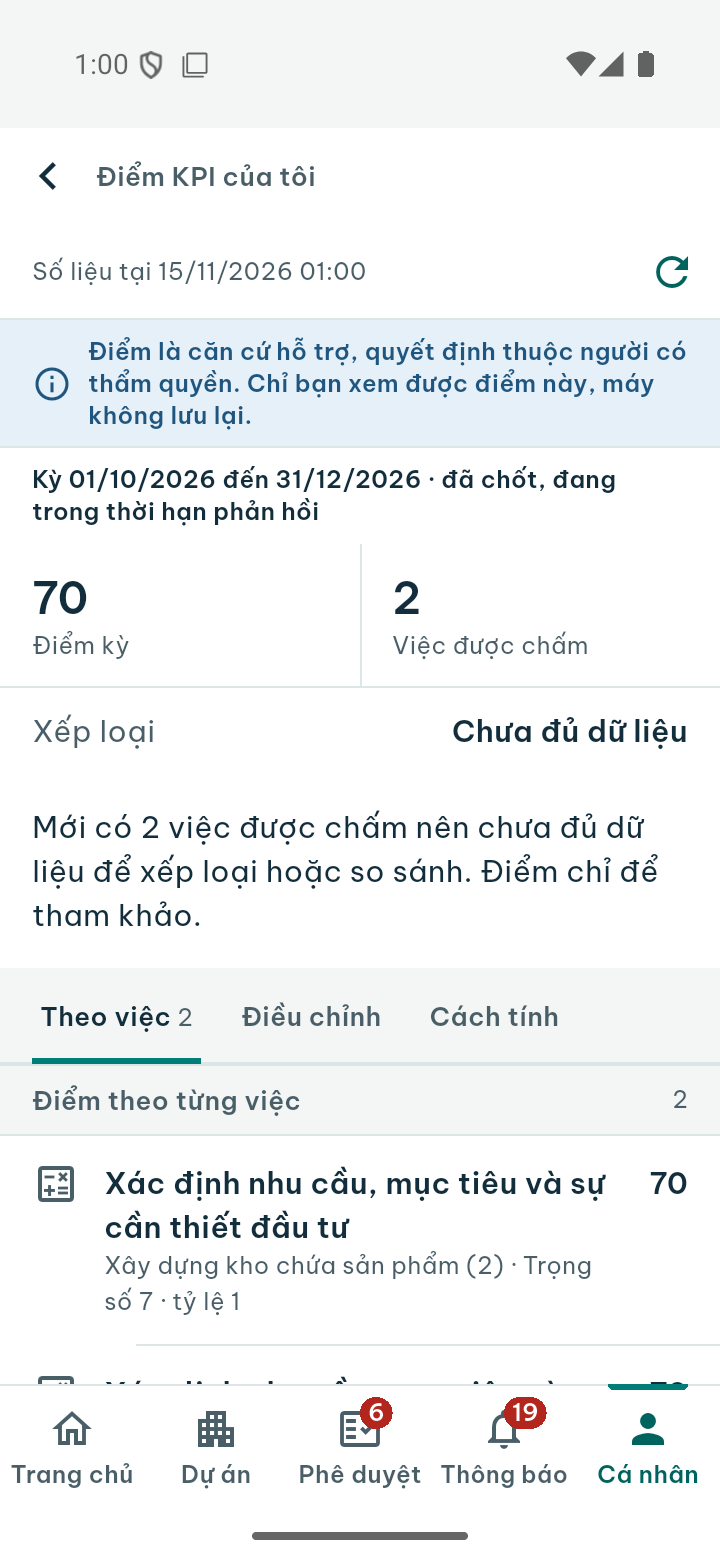 1:00
Điểm KPI của tôi
Số liệu tại 15/11/2026 01:00
Điểm là căn cứ hỗ trợ, quyết định thuộc người có
thẩm quyền. Chỉ bạn xem được điểm này, máy
không lưu lại.
Kỳ 01/10/2026 đến 31/12/2026 · đã chốt, đang
trong thời hạn phản hồi
70
Điểm kỳ
2
Việc được chấm
Xếp loại
Chưa đủ dữ liệu
Mới có 2 việc được chấm nên chưa đủ dữ
liệu để xếp loại hoặc so sánh. Điểm chỉ để
tham khảo.
Theo việc 2
Điều chỉnh
Cách tính
Điểm theo từng việc
2
Xác định nhu cầu, mục tiêu và sự
cần thiết đầu tư
70
Xây dựng kho chứa sản phẩm (2) · Trọng
số 7 · tỷ lệ 1
6
19
Trang chủ
Dự án
Phê duyệt
Thông báo
Cá nhân